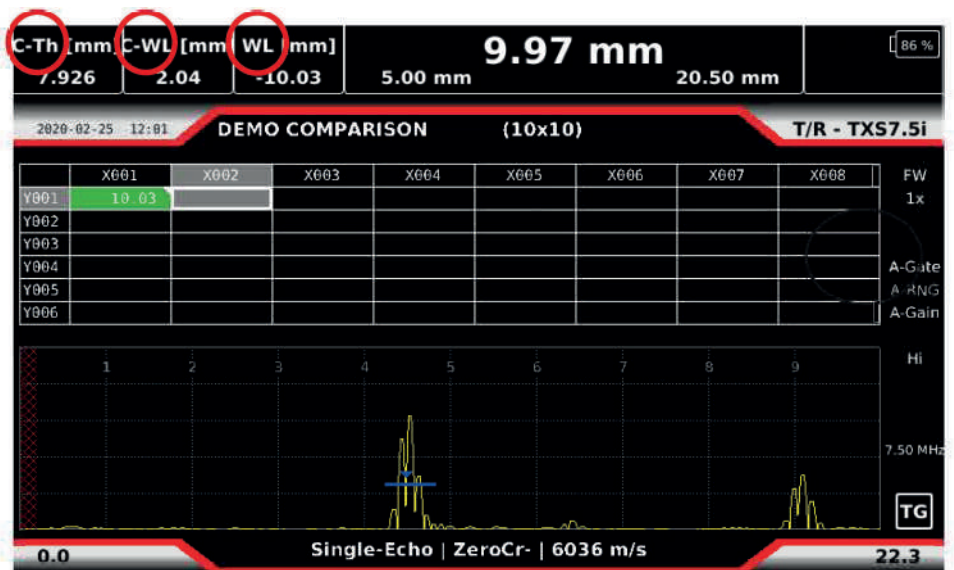 C-Th [mm] C-WL [mm] WL [mm] 9.97 mm 86 %
7.926 2.04 -10.03 5.00 mm 20.50 mm
2020-02-25 12:01 DEMO COMPARISON (10x10) T/R - TXS7.5i
X001 X002 X003 X004 X005 X006 X007 X008 FW
Y001 10.03 1x
Y002
Y003
Y004 A-Gate
Y005 A-RNG
Y006 A-Gain
1 2 3 4 5 6 7 8 9 Hi
7.50 MHz
TG
0.0 Single-Echo | ZeroCr- | 6036 m/s 22.3